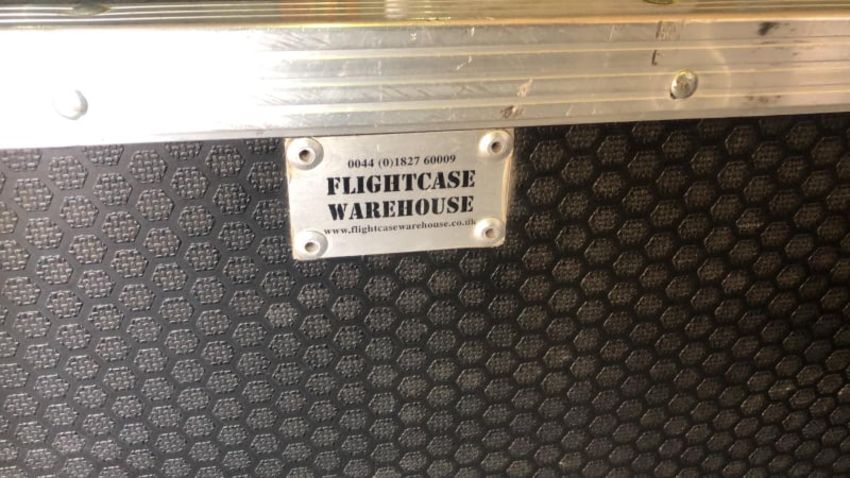 0044 (0)1827 60009
FLIGHTCASE
WAREHOUSE
www.flightcasewarehouse.co.uk